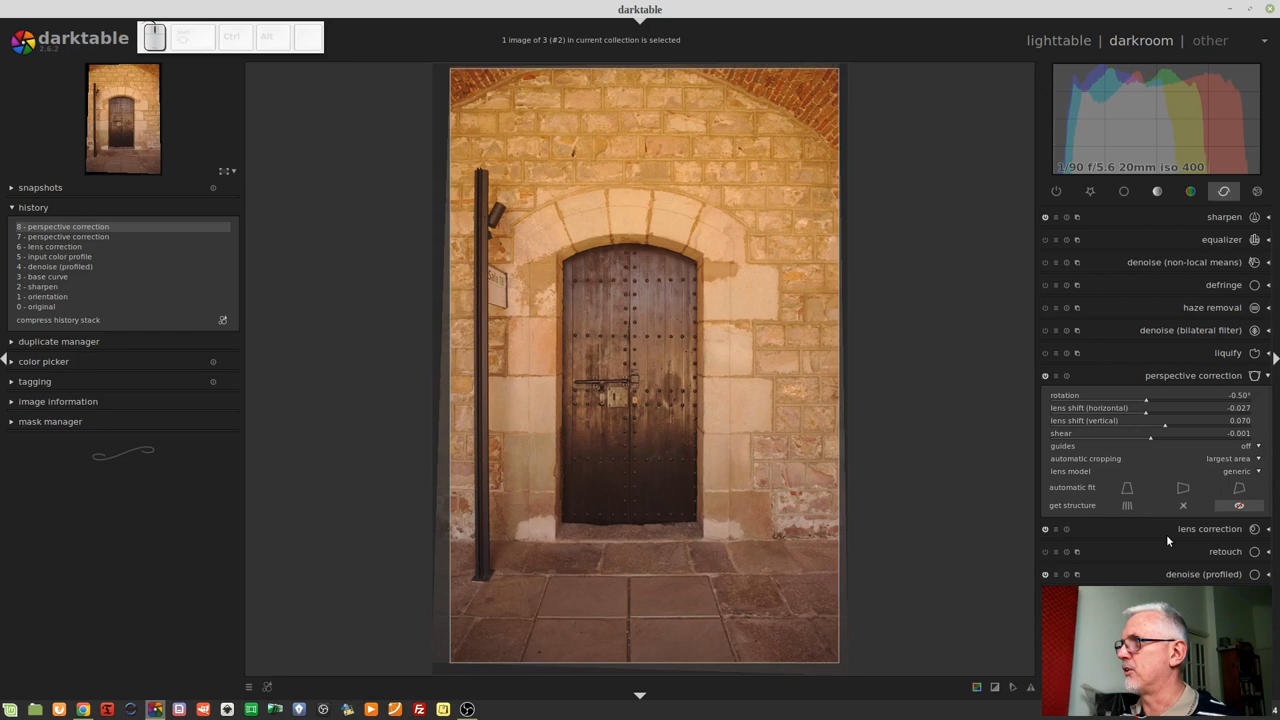 darktable
darktable
2.6.2
Ctrl
Alt
1 image of 3 (#2) in current collection is selected
lighttable | darkroom | other
1/90 f/5.6 20mm iso 400
snapshots
history
8 - perspective correction
7 - perspective correction
6 - lens correction
5 - input color profile
4 - denoise (profiled)
3 - base curve
2 - sharpen
1 - orientation
0 - original
compress history stack
duplicate manager
color picker
tagging
image information
mask manager
sharpen
equalizer
denoise (non-local means)
defringe
haze removal
denoise (bilateral filter)
liquify
perspective correction
rotation -0.50°
lens shift (horizontal) -0.027
lens shift (vertical) 0.070
shear -0.001
guides off
automatic cropping largest area
lens model generic
automatic fit
get structure
lens correction
retouch
denoise (profiled)